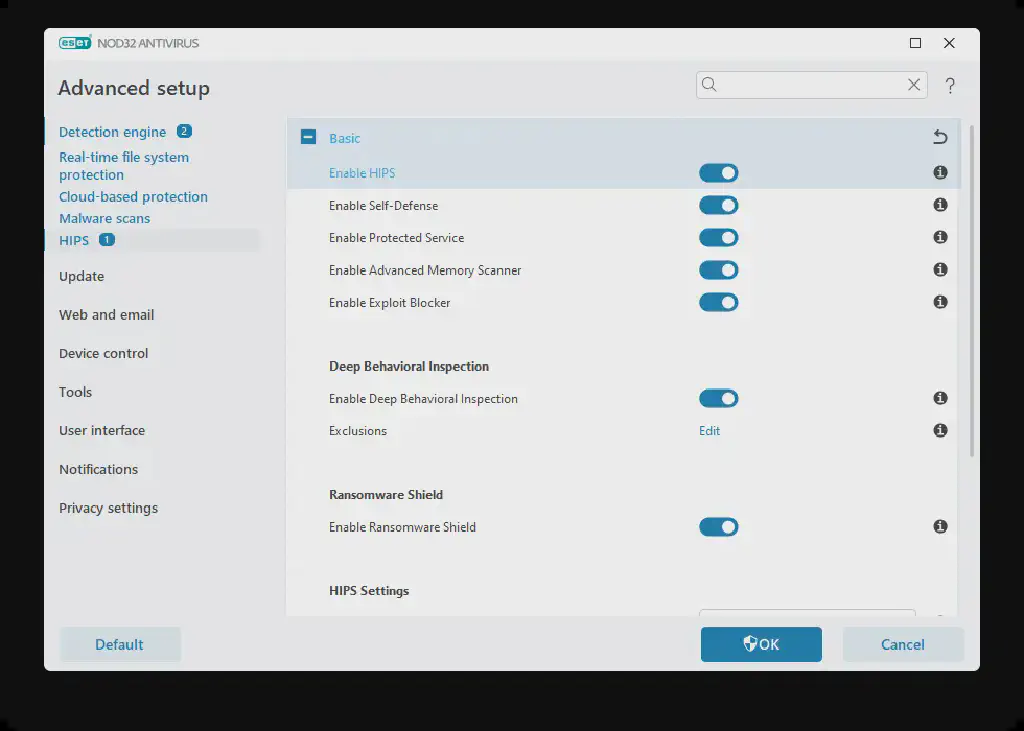 eset NOD32 ANTIVIRUS
Advanced setup
?
Detection engine 2
Real-time file system
protection
Cloud-based protection
Malware scans
HIPS 1
Update
Web and email
Device control
Tools
User interface
Notifications
Privacy settings
Basic
Enable HIPS
Enable Self-Defense
Enable Protected Service
Enable Advanced Memory Scanner
Enable Exploit Blocker
Deep Behavioral Inspection
Enable Deep Behavioral Inspection
Exclusions Edit
Ransomware Shield
Enable Ransomware Shield
HIPS Settings
Default
OK
Cancel